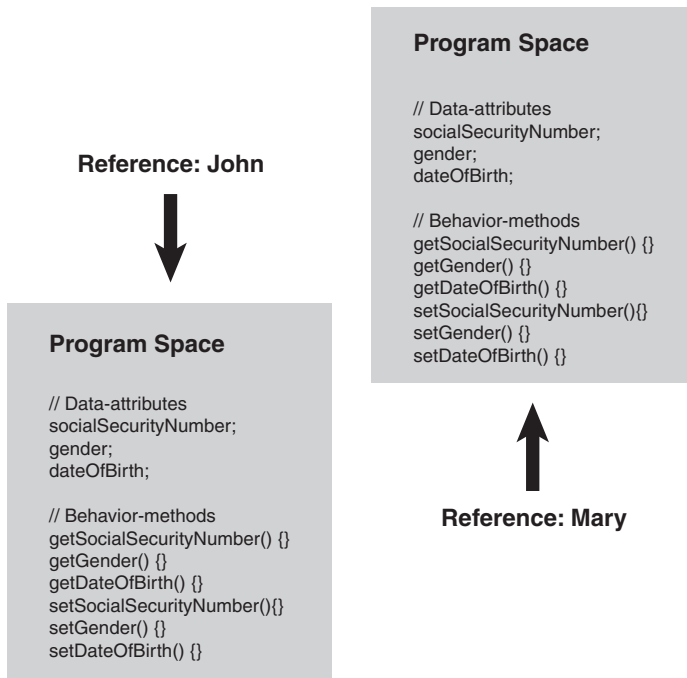 Reference: John
Program Space
// Data-attributes
socialSecurityNumber;
gender;
dateOfBirth;
// Behavior-methods
getSocialSecurityNumber() {}
getGender() {}
getDateOfBirth() {}
setSocialSecurityNumber(){}
setGender() {}
setDateOfBirth() {}
Program Space
// Data-attributes
socialSecurityNumber;
gender;
dateOfBirth;
// Behavior-methods
getSocialSecurityNumber() {}
getGender() {}
getDateOfBirth() {}
setSocialSecurityNumber(){}
setGender() {}
setDateOfBirth() {}
Reference: Mary